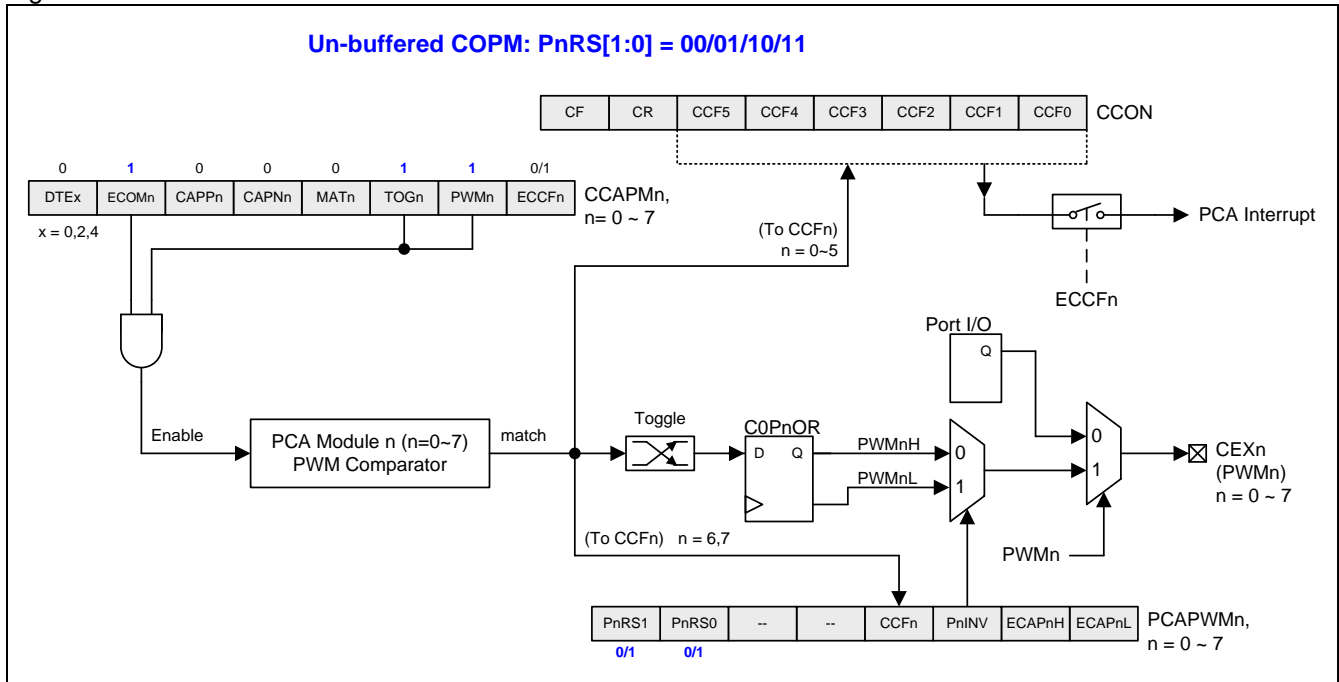 Un-buffered COPM: PnRS[1:0] = 00/01/10/11
CF CR CCF5 CCF4 CCF3 CCF2 CCF1 CCF0 CCON
0 1 0 0 0 1 1 0/1
DTEx ECOMn CAPPn CAPNn MATn TOGn PWMn ECCFn
CCAPMn,
n= 0 ~ 7
x = 0,2,4
(To CCFn)
n = 0~5
PCA Interrupt
ECCFn
Port I/O
Q
Enable
PCA Module n (n=0~7)
PWM Comparator
match
Toggle
C0PnOR
D Q
PWMnH
PWMnL
0
1
0
1
CEXn
(PWMn)
n = 0 ~ 7
(To CCFn) n = 6,7
PWMn
PnRS1 PnRS0 -- -- CCFn PnINV ECAPnH ECAPnL
0/1 0/1
PCAPWMn,
n = 0 ~ 7